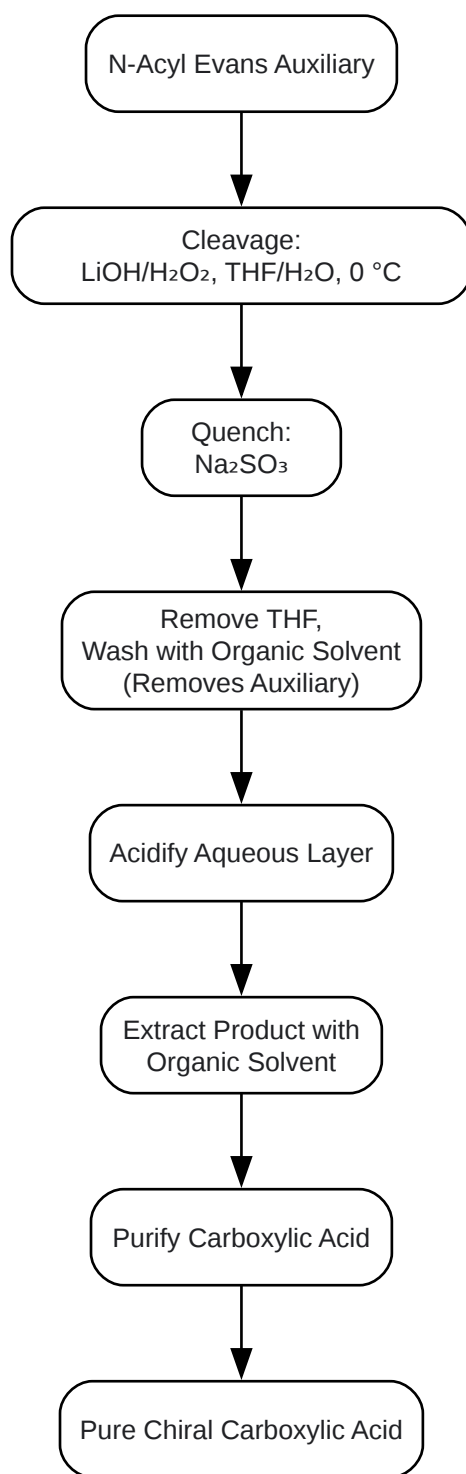 N-Acyl Evans Auxiliary
Cleavage:
LiOH/H₂O₂, THF/H₂O, 0 °C
Quench:
Na₂SO₃
Remove THF,
Wash with Organic Solvent
(Removes Auxiliary)
Acidify Aqueous Layer
Extract Product with
Organic Solvent
Purify Carboxylic Acid
Pure Chiral Carboxylic Acid